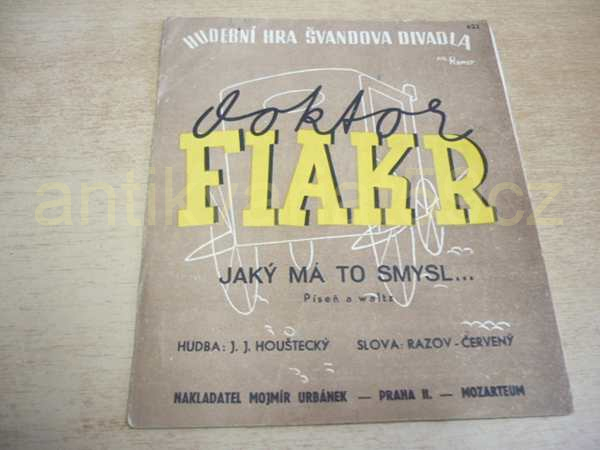 622
HUDEBNÍ HRA ŠVANDOVA DIVADLA
doktor
FIAKR
JAKÝ MÁ TO SMYSL...
Píseň a waltz
HUDBA: J. J. HOUŠTECKÝ SLOVA: RAZOV-ČERVENÝ
NAKLADATEL MOJMÍR URBÁNEK — PRAHA II. — MOZARTEUM